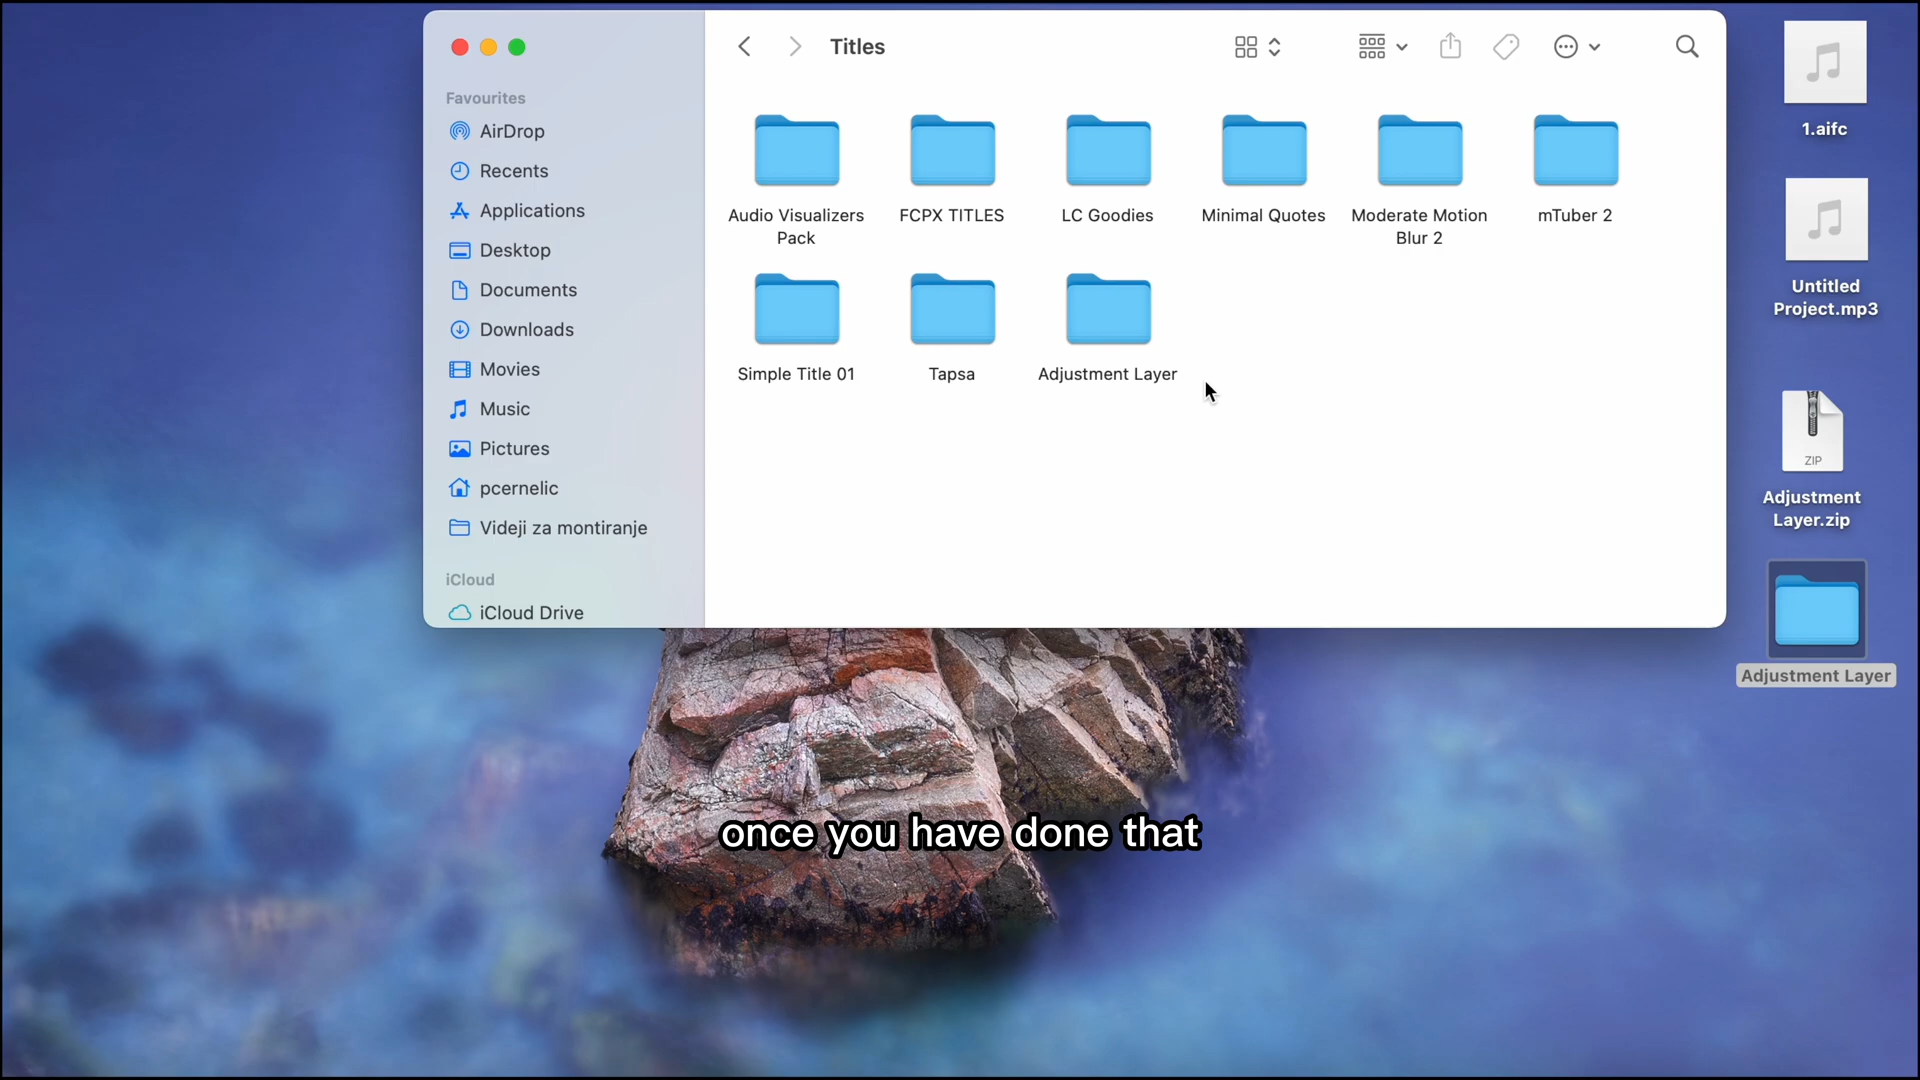 Titles
Favourites
AirDrop
Recents
Applications
Desktop
Documents
Downloads
Movies
Music
Pictures
pcernelic
Videji za montiranje
iCloud
iCloud Drive
Audio Visualizers
Pack
FCPX TITLES
LC Goodies
Minimal Quotes
Moderate Motion
Blur 2
mTuber 2
Simple Title 01
Tapsa
Adjustment Layer
1.aifc
Untitled
Project.mp3
ZIP
Adjustment
Layer.zip
Adjustment Layer
once you have done that